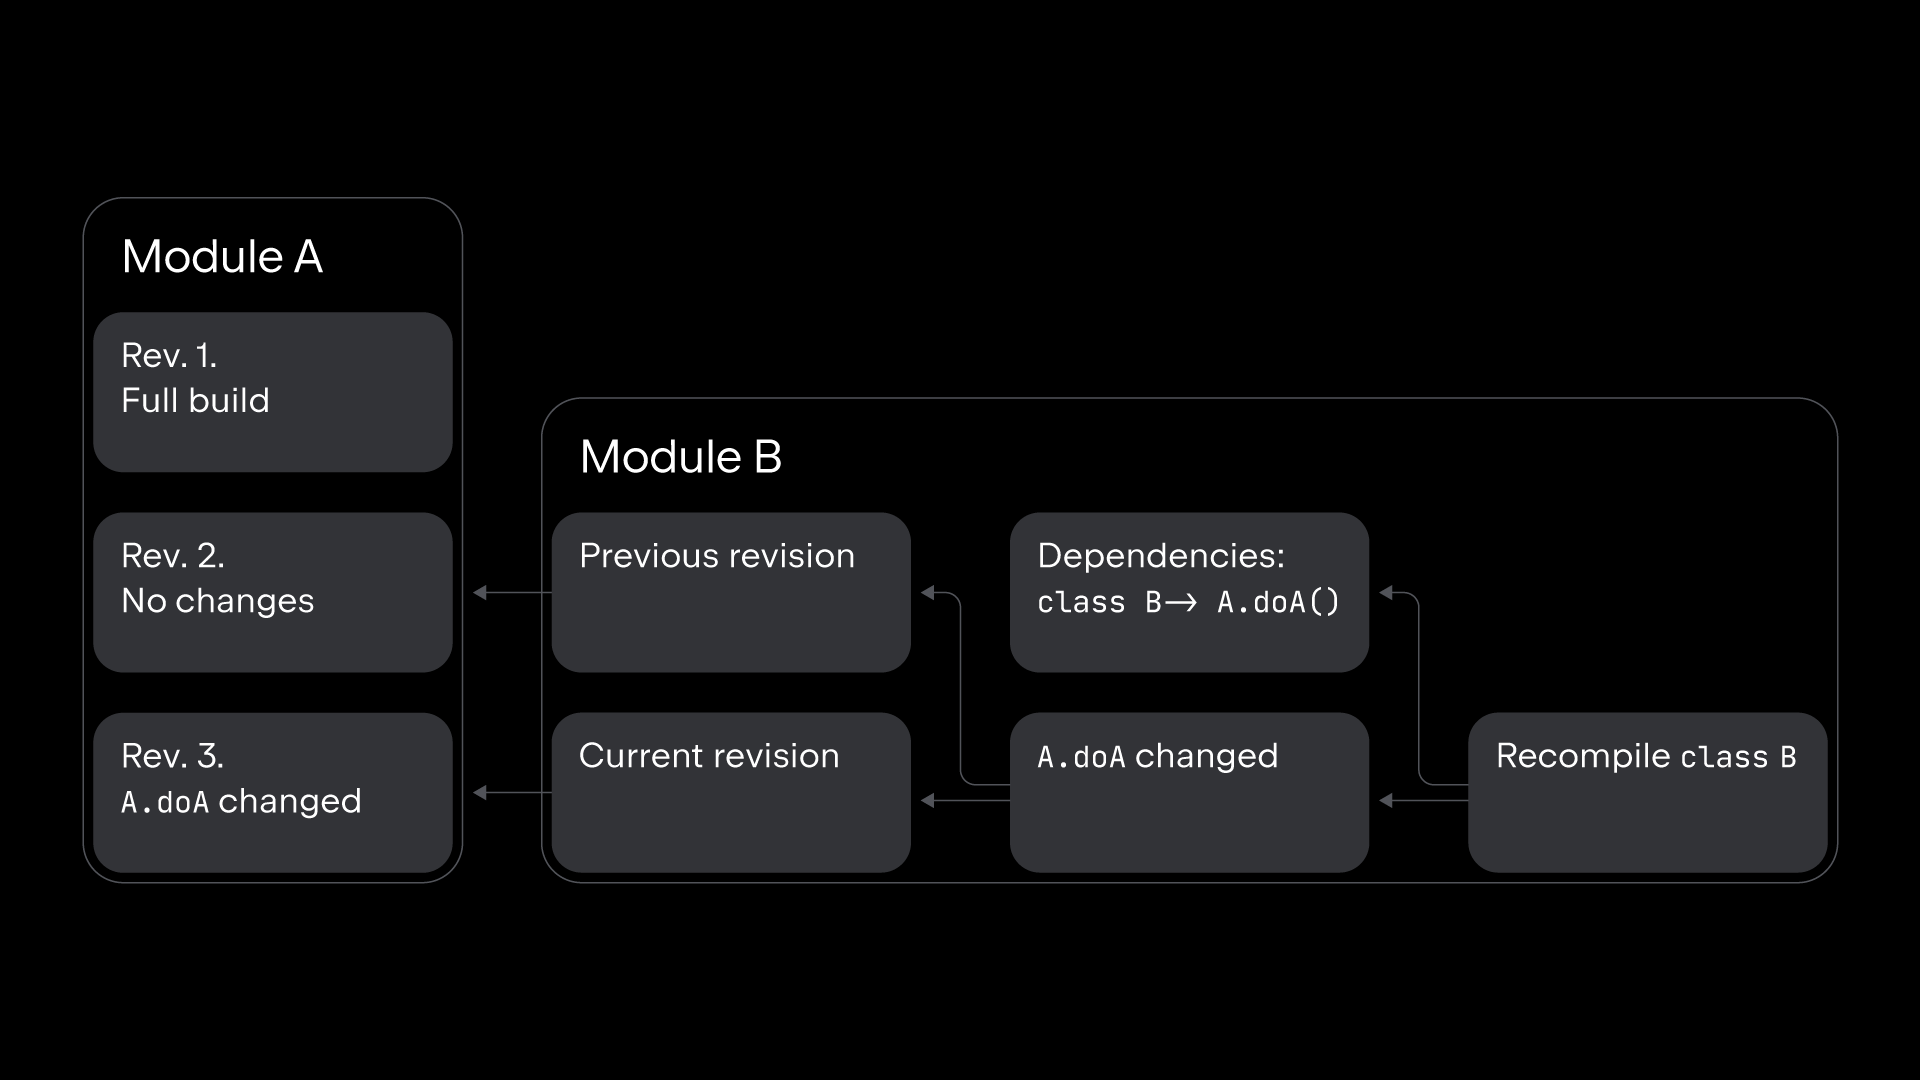 Module A
Rev. 1.
Full build
Rev. 2.
No changes
Rev. 3.
A.doA changed
Module B
Previous revision
Current revision
Dependencies:
class B→ A.doA()
A.doA changed
Recompile class B